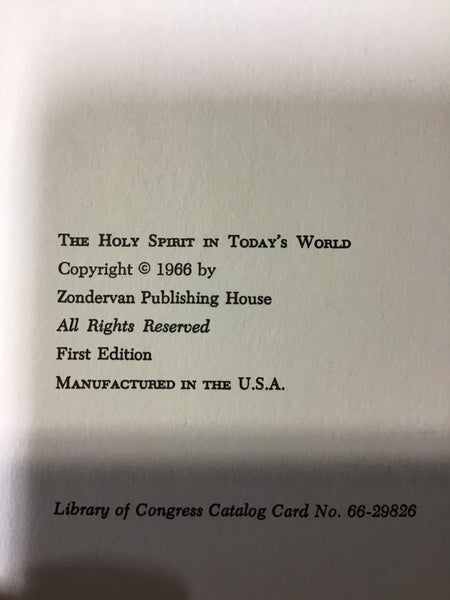 The Holy Spirit in Today's World
Copyright © 1966 by
Zondervan Publishing House
All Rights Reserved
First Edition
Manufactured in the U.S.A.
Library of Congress Catalog Card No. 66-29826